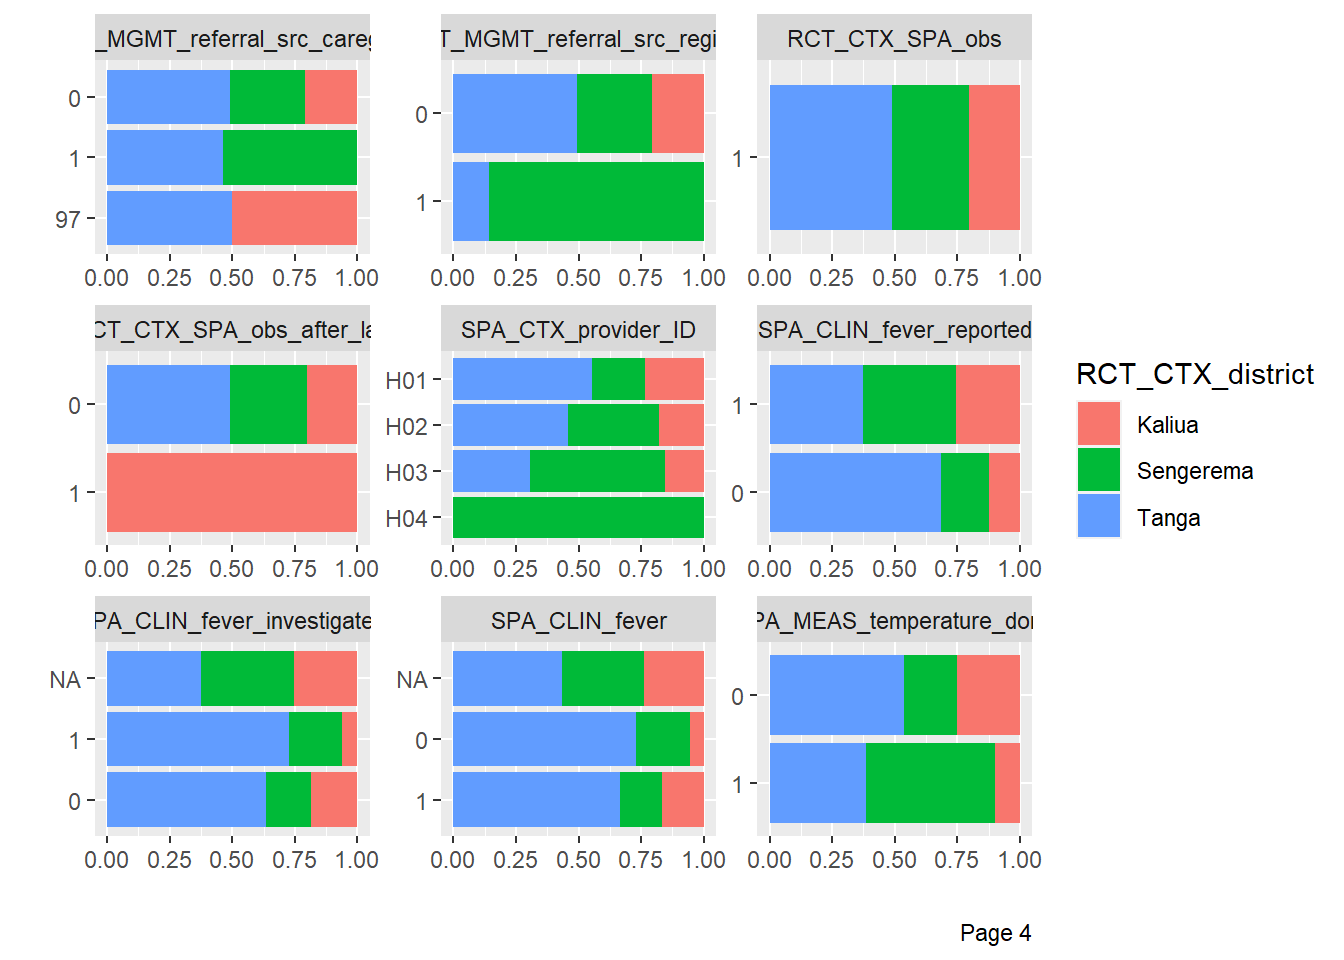 _MGMT_referral_src_careg
T_MGMT_referral_src_regi
RCT_CTX_SPA_obs
0
1
97
0.00 0.25 0.50 0.75 1.00
0
1
0.00 0.25 0.50 0.75 1.00
1
0.00 0.25 0.50 0.75 1.00
CT_CTX_SPA_obs_after_la
SPA_CTX_provider_ID
SPA_CLIN_fever_reported
0
1
0.00 0.25 0.50 0.75 1.00
H01
H02
H03
H04
0.00 0.25 0.50 0.75 1.00
1
0
0.00 0.25 0.50 0.75 1.00
PA_CLIN_fever_investigate
SPA_CLIN_fever
PA_MEAS_temperature_don
NA
1
0
0.00 0.25 0.50 0.75 1.00
NA
0
1
0.00 0.25 0.50 0.75 1.00
0
1
0.00 0.25 0.50 0.75 1.00
RCT_CTX_district
Kaliua
Sengerema
Tanga
Page 4